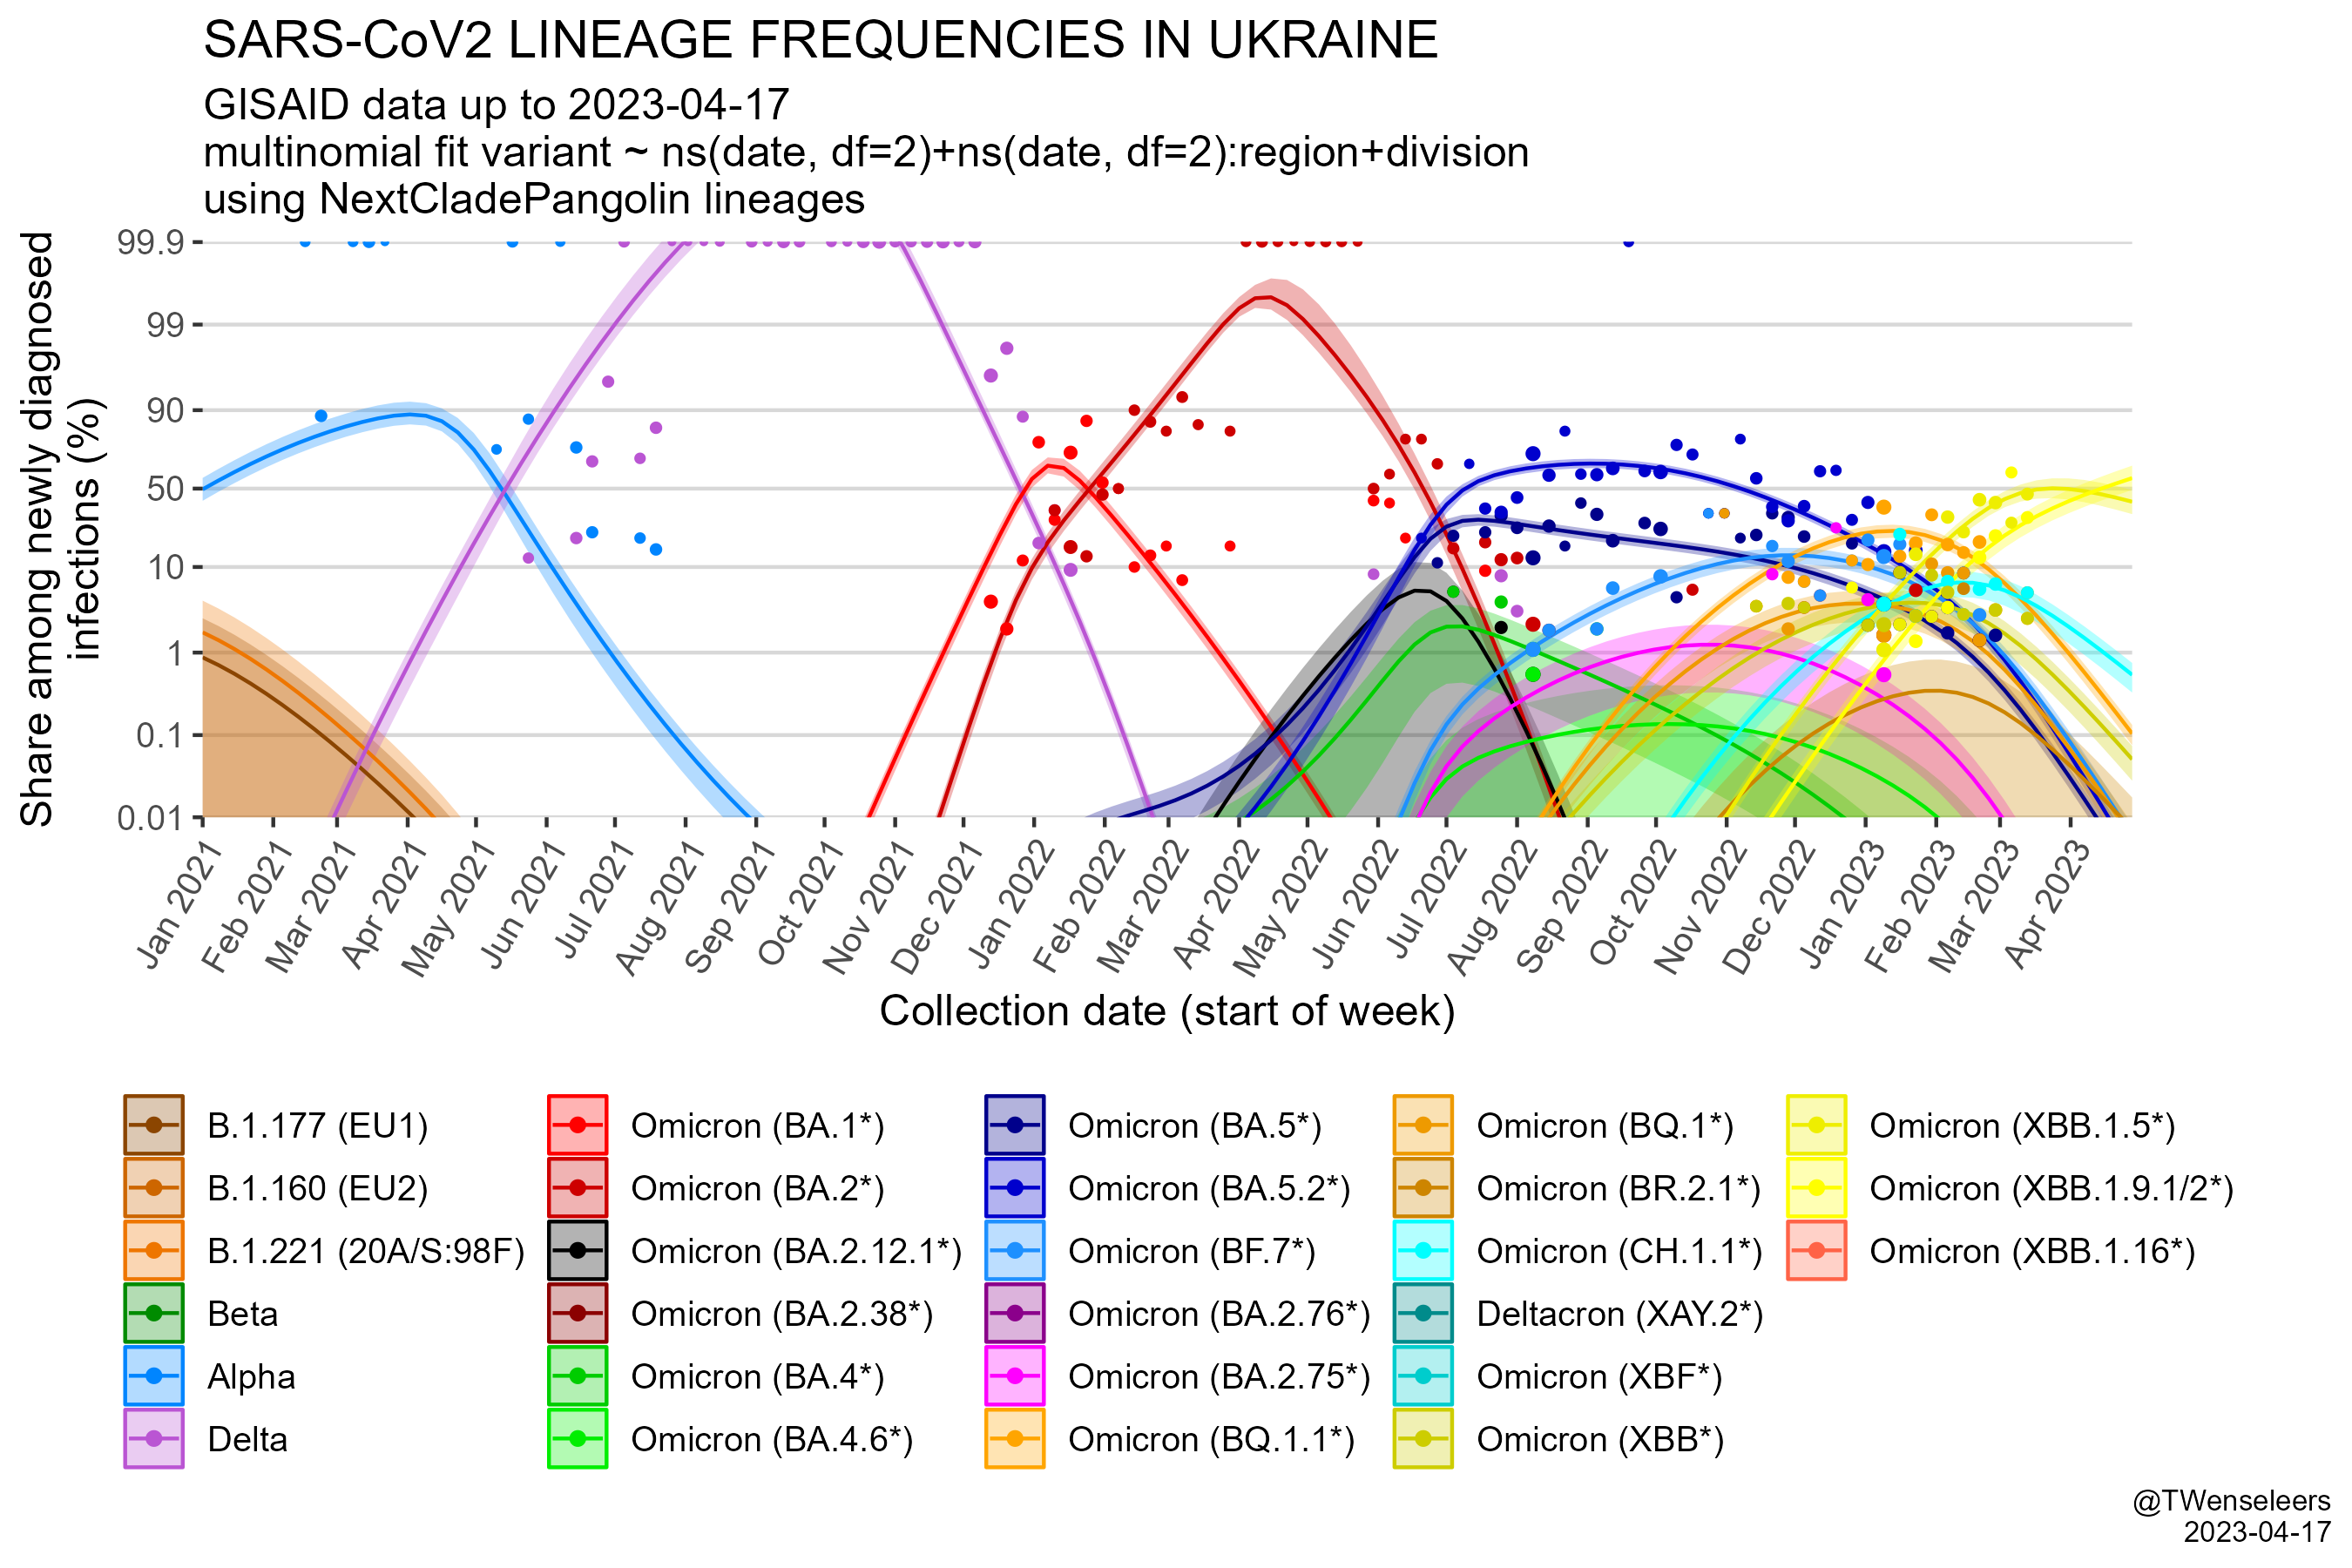 SARS-CoV2 LINEAGE FREQUENCIES IN UKRAINE
GISAID data up to 2023-04-17
multinomial fit variant ~ ns(date, df=2)+ns(date, df=2):region+division
using NextCladePangolin lineages
Share among newly diagnosed
infections (%)
99.9
99
90
50
10
1
0.1
0.01
Jan 2021
Feb 2021
Mar 2021
Apr 2021
May 2021
Jun 2021
Jul 2021
Aug 2021
Sep 2021
Oct 2021
Nov 2021
Dec 2021
Jan 2022
Feb 2022
Mar 2022
Apr 2022
May 2022
Jun 2022
Jul 2022
Aug 2022
Sep 2022
Oct 2022
Nov 2022
Dec 2022
Jan 2023
Feb 2023
Mar 2023
Apr 2023
Collection date (start of week)
B.1.177 (EU1)
B.1.160 (EU2)
B.1.221 (20A/S:98F)
Beta
Alpha
Delta
Omicron (BA.1*)
Omicron (BA.2*)
Omicron (BA.2.12.1*)
Omicron (BA.2.38*)
Omicron (BA.4*)
Omicron (BA.4.6*)
Omicron (BA.5*)
Omicron (BA.5.2*)
Omicron (BF.7*)
Omicron (BA.2.76*)
Omicron (BA.2.75*)
Omicron (BQ.1.1*)
Omicron (BQ.1*)
Omicron (BR.2.1*)
Omicron (CH.1.1*)
Deltacron (XAY.2*)
Omicron (XBF*)
Omicron (XBB*)
Omicron (XBB.1.5*)
Omicron (XBB.1.9.1/2*)
Omicron (XBB.1.16*)
@TWenseleers
2023-04-17